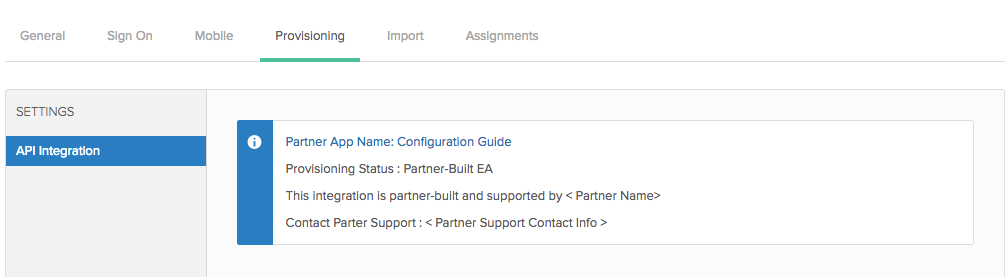 General Sign On Mobile Provisioning Import Assignments
SETTINGS
API Integration
Partner App Name: Configuration Guide
Provisioning Status : Partner-Built EA
This integration is partner-built and supported by < Partner Name>
Contact Parter Support : < Partner Support Contact Info >